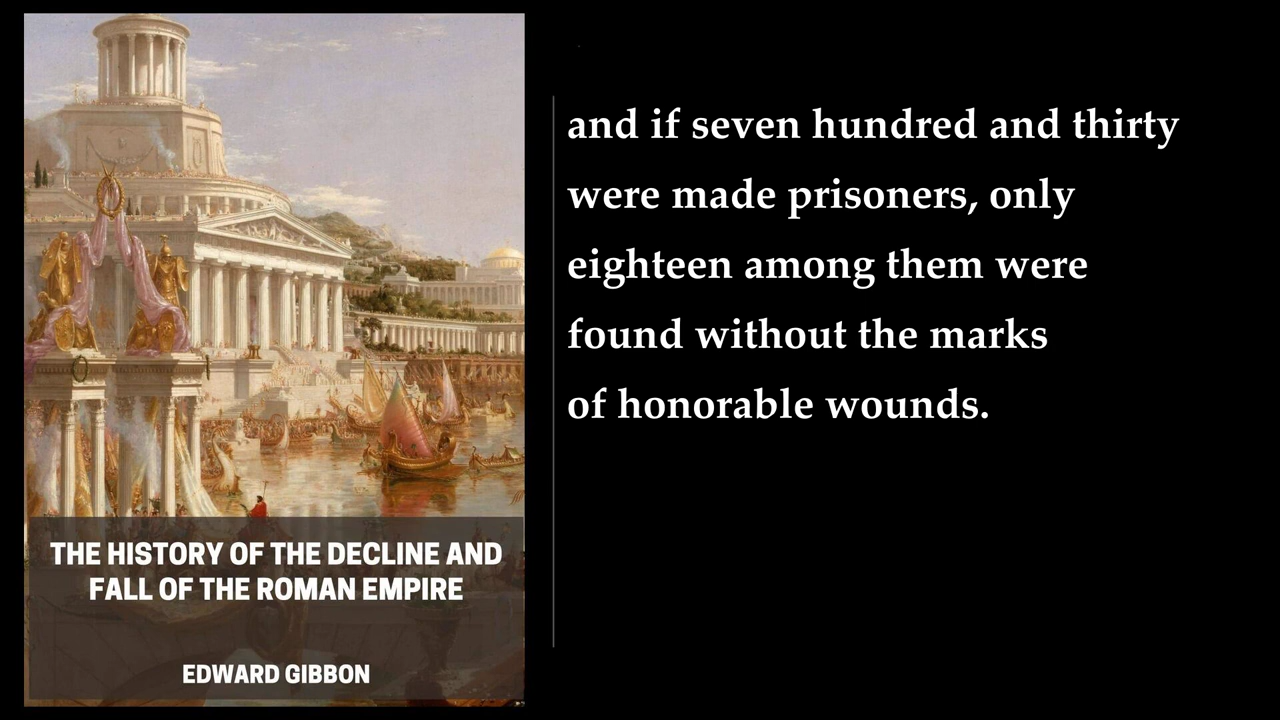 THE HISTORY OF THE DECLINE AND
FALL OF THE ROMAN EMPIRE
EDWARD GIBBON
and if seven hundred and thirty
were made prisoners, only
eighteen among them were
found without the marks
of honorable wounds.